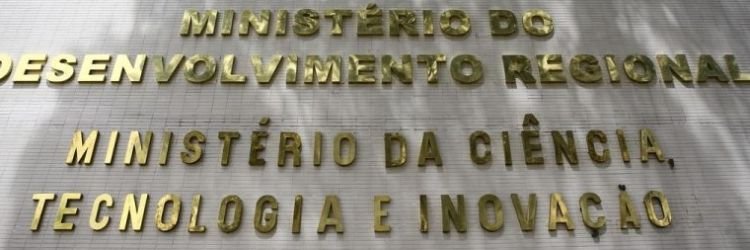 MINISTÉRIO DO
DESENVOLVIMENTO REGIONAL
MINISTÉRIO DA CIÊNCIA,
TECNOLOGIA E INOVAÇÃO